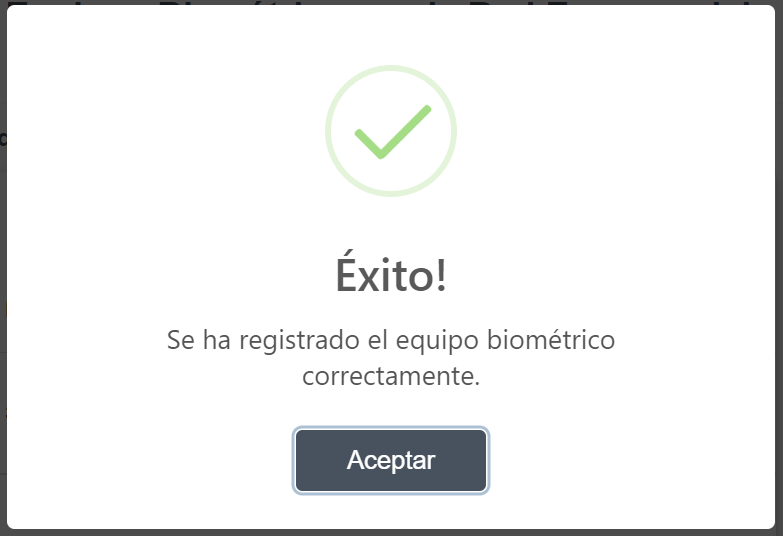 Éxito!
Se ha registrado el equipo biométrico
correctamente.
Aceptar